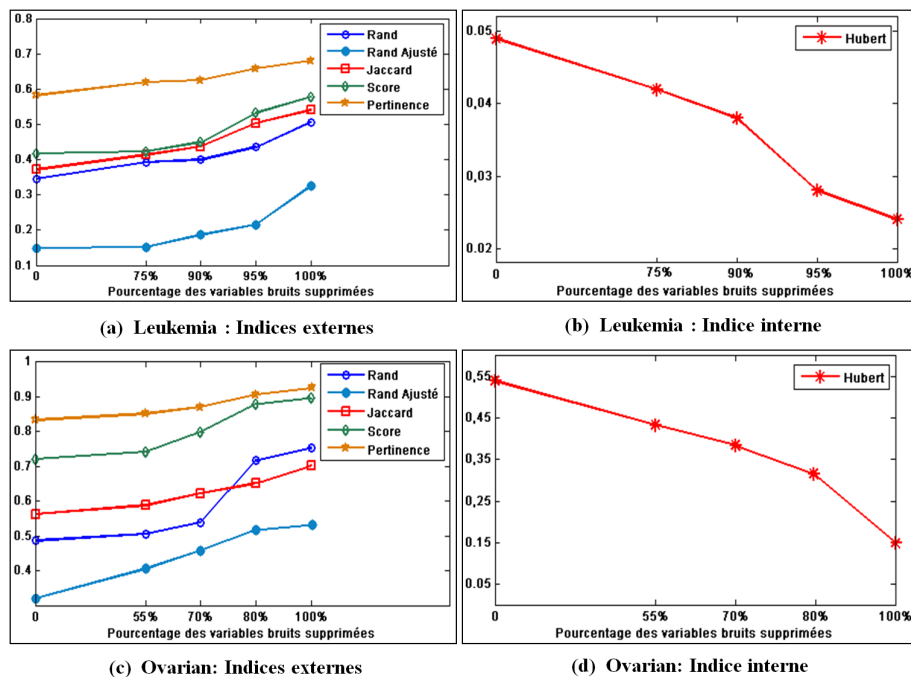 0.8
0.7
0.6
0.5
0.4
0.3
0.2
0.1
Rand
Rand Ajusté
Jaccard
Score
Pertinence
0 75% 90% 95% 100%
Pourcentage des variables bruits supprimées
(a) Leukemia : Indices externes
0.05
0,04
0,03
0.02
Hubert
0 75% 90% 95% 100%
Pourcentage des variables bruits supprimées
(b) Leukemia : Indice interne
1
0.9
0.8
0.7
0.6
0.5
0.4
Rand
Rand Ajusté
Jaccard
Score
Pertinence
0 55% 70% 80% 100%
Pourcentage des variables bruits supprimées
(c) Ovarian: Indices externes
0,55
0,45
0,35
0,25
0.15
0.05
Hubert
0 55% 70% 80% 100%
Pourcentage des variables bruits supprimées
(d) Ovarian: Indice interne